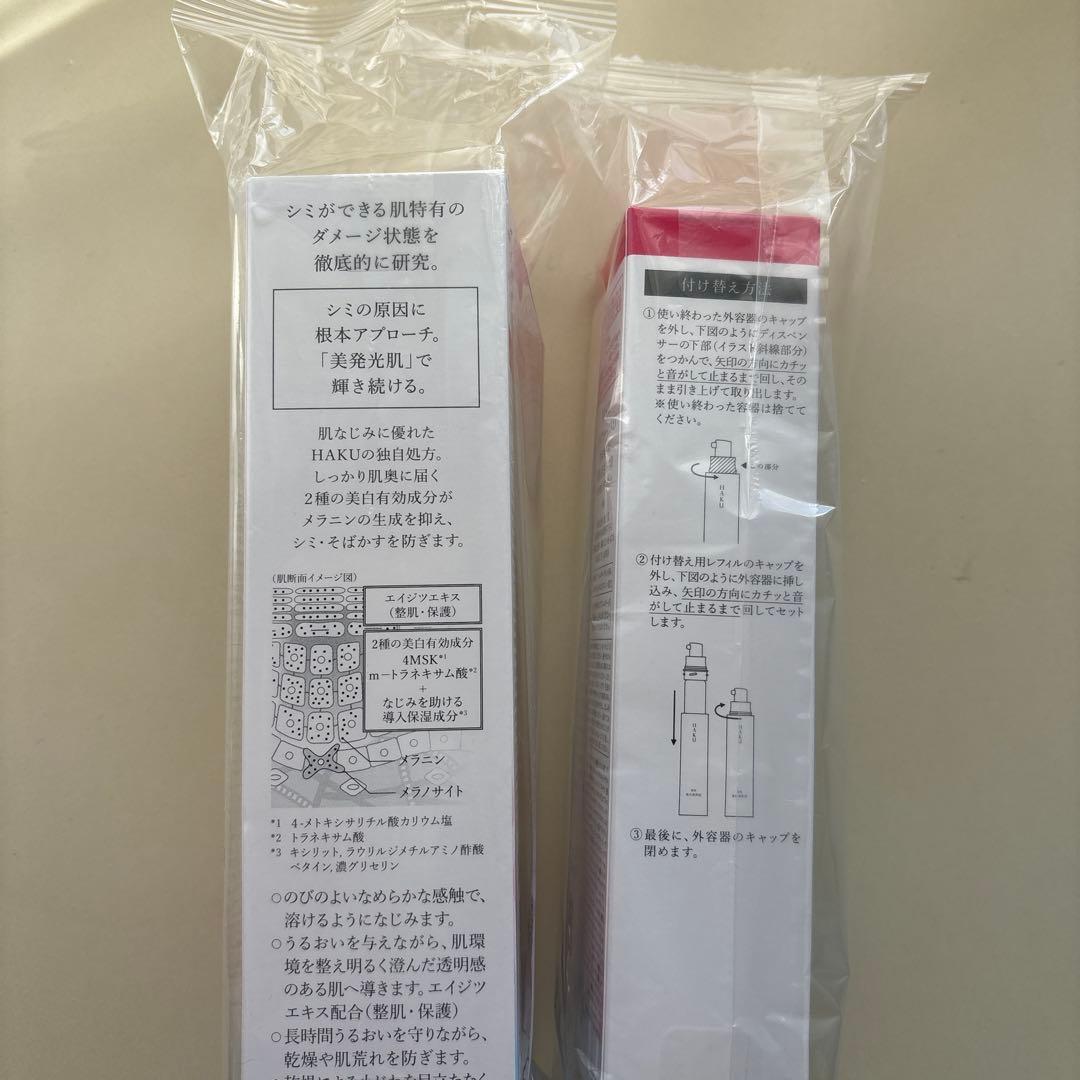 シミができる肌特有の
ダメージ状態を
徹底的に研究。
シミの原因に
根本アプローチ。
「美発光肌」で
輝き続ける。
肌なじみに優れた
HAKUの独自処方。
しっかり肌奥に届く
2種の美白有効成分が
メラニンの生成を抑え、
シミ・そばかすを防ぎます。
(肌断面イメージ図)
エイジツエキス
(整肌・保護)
2種の美白有効成分
4MSK*1
m-トラネキサム酸*2
+
なじみを助ける
導入保湿成分*3
メラニン
メラノサイト
*1 4-メトキシサリチル酸カリウム塩
*2 トラネキサム酸
*3 キシリット,ラウリルジメチルアミノ酢酸
ベタイン,濃グリセリン
○のびのよいなめらかな感触で、
溶けるようになじみます。
○うるおいを与えながら、肌環
境を整え明るく澄んだ透明感
のある肌へ導きます。エイジツ
エキス配合(整肌・保護)
○長時間うるおいを守りながら、
乾燥や肌荒れを防ぎます。
付け替え方法
①使い終わった外容器のキャップ
を外し、下図のようにディスペン
サーの下部(イラスト斜線部分)
をつかんで、矢印の方向にカチッ
と音がして止まるまで回し、その
まま引き上げて取り出します。
※使い終わった容器は捨てて
ください。
この部分
HAKU
②付け替え用レフィルのキャップを
外し、下図のように外容器に挿し
込み、矢印の方向にカチッと音
がして止まるまで回してセット
します。
HAKU
HAKU
③最後に、外容器のキャップを
閉めます。